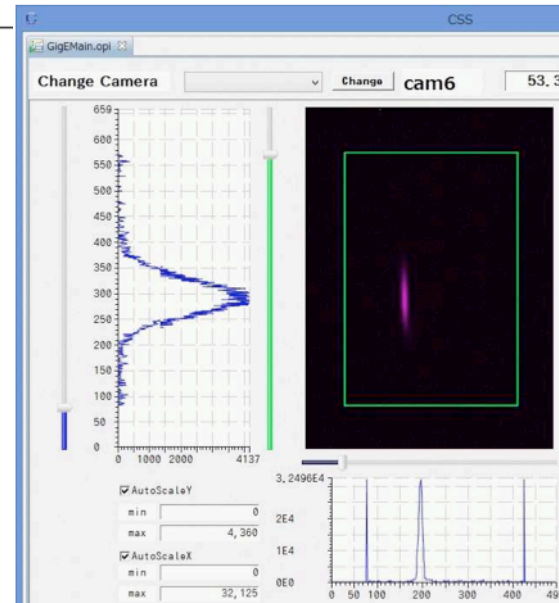 CSS
GigEMain.opi
Change Camera Change cam6 53.3
659
600
550
500
450
400
350
300
250
200
150
100
50
0
0 1000 2000 4137
AutoScaleY
min 0
max 4,360
AutoScaleX
min 0
max 32,125
3.2496E4
2E4
1E4
0E0
0 50 100 200 300 400 49